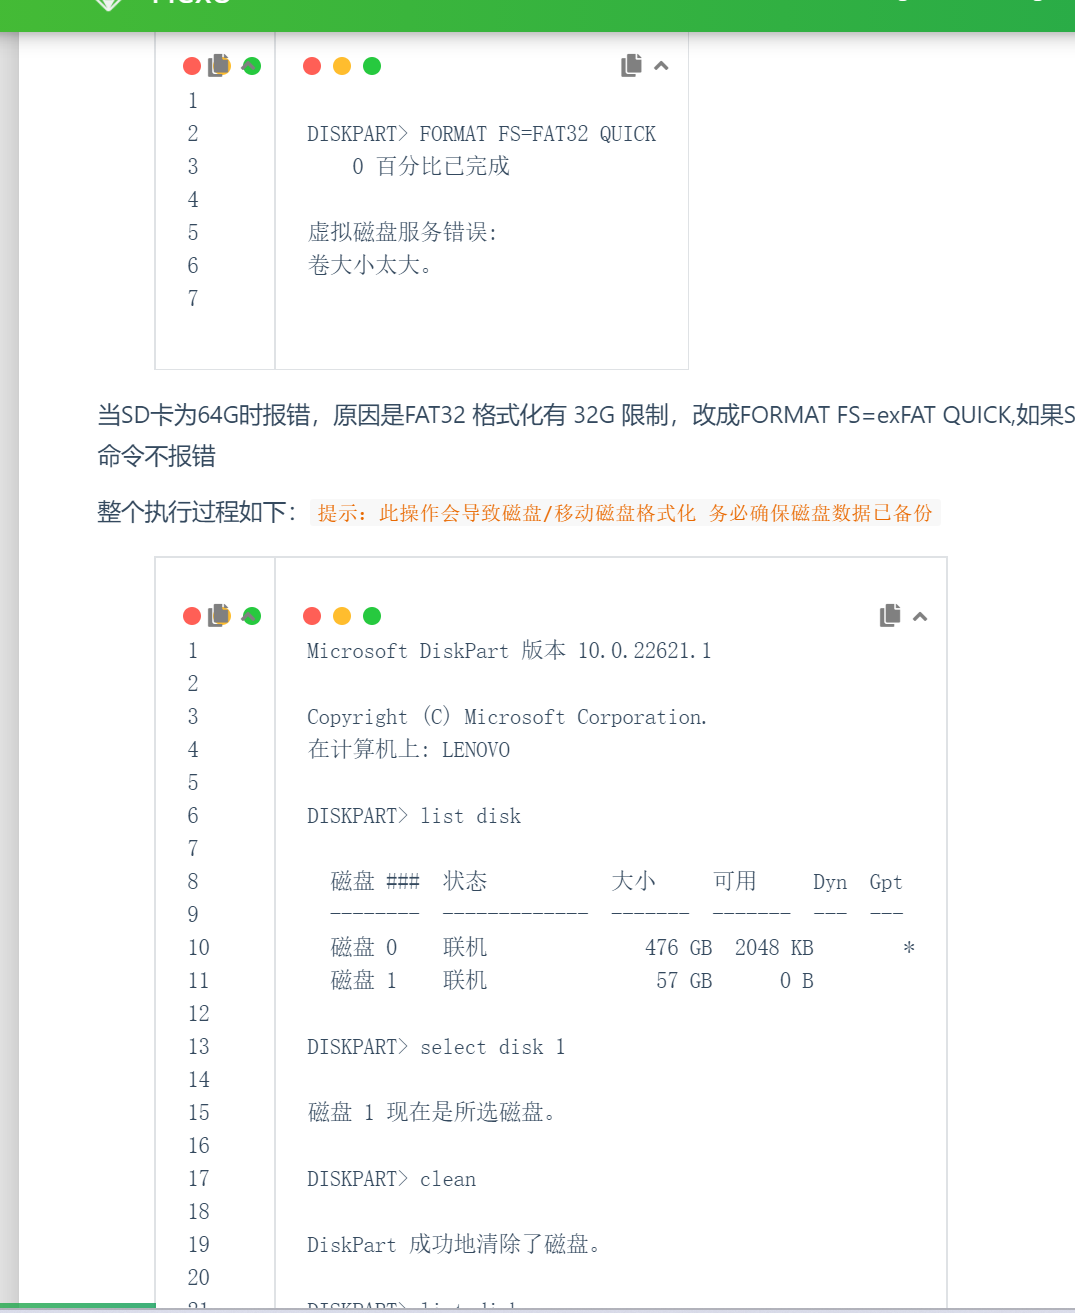 1
2 DISKPART> FORMAT FS=FAT32 QUICK
3 0 百分比已完成
4
5 虚拟磁盘服务错误:
6 卷大小太大。
7
当SD卡为64G时报错，原因是FAT32 格式化有 32G 限制，改成FORMAT FS=exFAT QUICK,如果S
命令不报错
整个执行过程如下： 提示：此操作会导致磁盘/移动磁盘格式化 务必确保磁盘数据已备份
1 Microsoft DiskPart 版本 10.0.22621.1
2
3 Copyright (C) Microsoft Corporation.
4 在计算机上: LENOVO
5
6 DISKPART> list disk
7
8 磁盘 ### 状态 大小 可用 Dyn Gpt
9 -------- ------------- ------- ------- --- ---
10 磁盘 0 联机 476 GB 2048 KB *
11 磁盘 1 联机 57 GB 0 B
12
13 DISKPART> select disk 1
14
15 磁盘 1 现在是所选磁盘。
16
17 DISKPART> clean
18
19 DiskPart 成功地清除了磁盘。
20
21 DISKPART> list disk